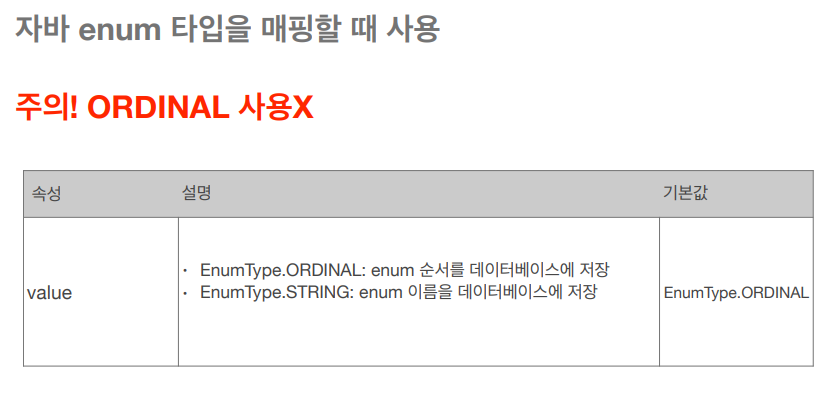 자바 enum 타입을 매핑할 때 사용
주의! ORDINAL 사용X
속성 설명 기본값
• EnumType.ORDINAL: enum 순서를 데이터베이스에 저장
value • EnumType.STRING: enum 이름을 데이터베이스에 저장 EnumType.ORDINAL